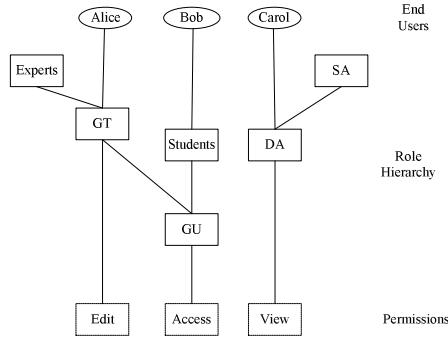 Alice
Bob
Carol
End
Users
Experts
SA
GT
Students
DA
Role
Hierarchy
GU
Edit
Access
View
Permissions